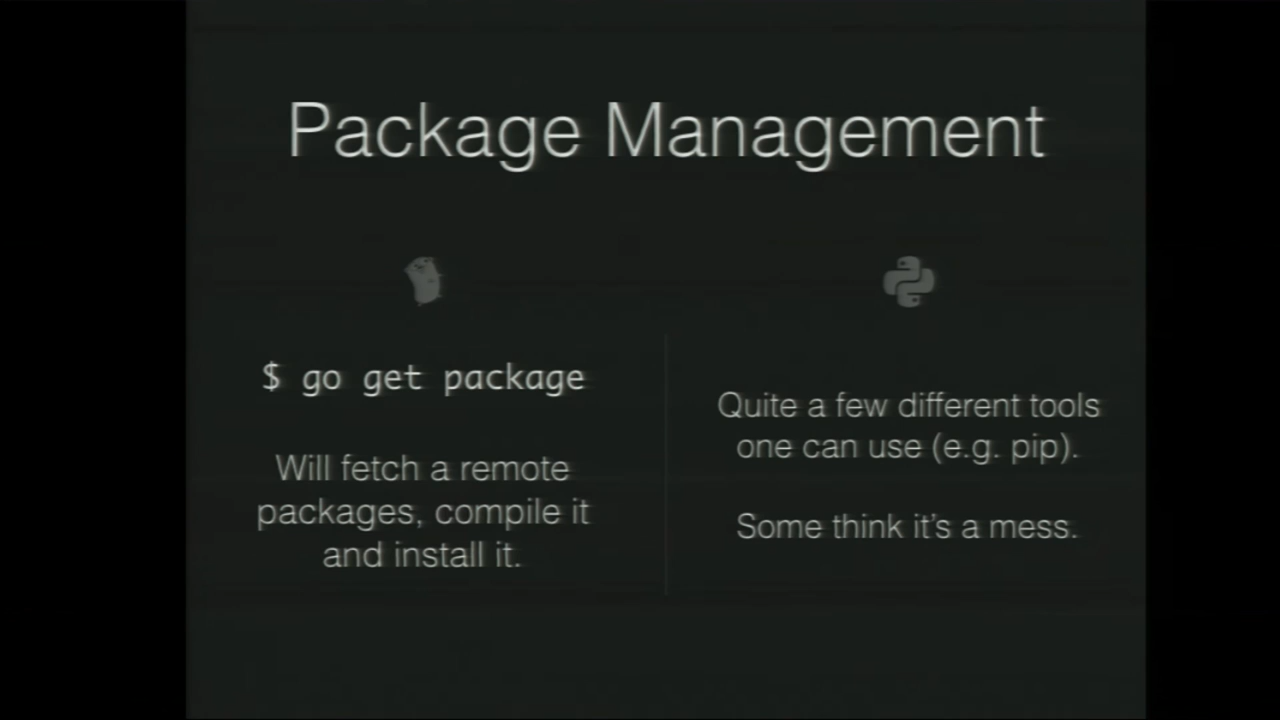 Package Management
$ go get package
Will fetch a remote
packages, compile it
and install it.
Quite a few different tools
one can use (e.g. pip).
Some think it's a mess.